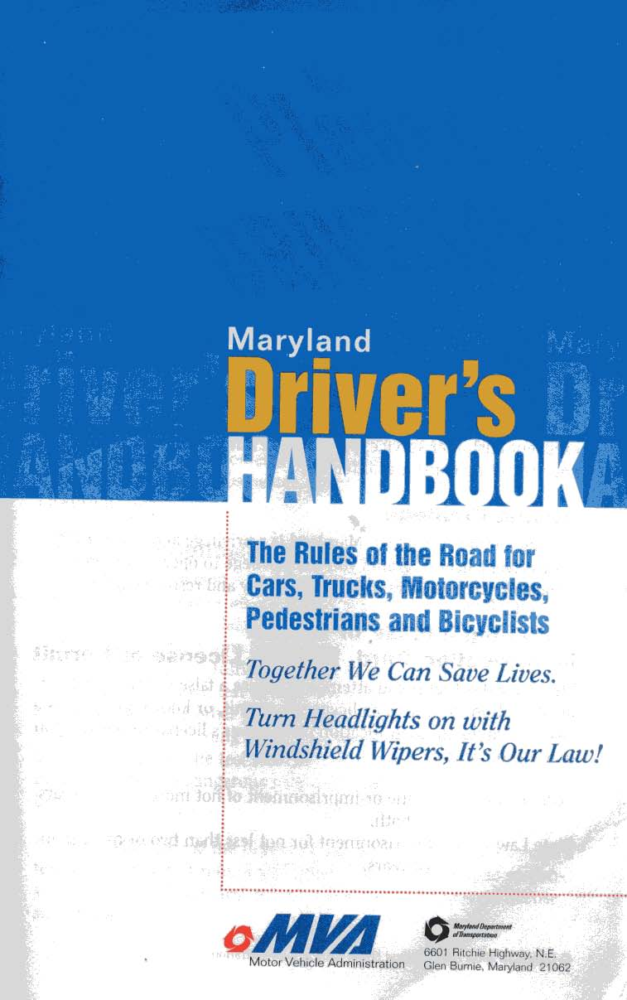 Maryland
Driver's
HANDBOOK
The Rules of the Road for
Cars, Trucks, Motorcycles,
Pedestrians and Bicyclists
Together We Can Save Lives.
Turn Headlights on with
Windshield Wipers, It's Our Law!
MVA
Motor Vehicle Administration
Maryland Department
of Transportation
6601 Ritchie Highway, N.E.
Glen Burnie, Maryland 21062